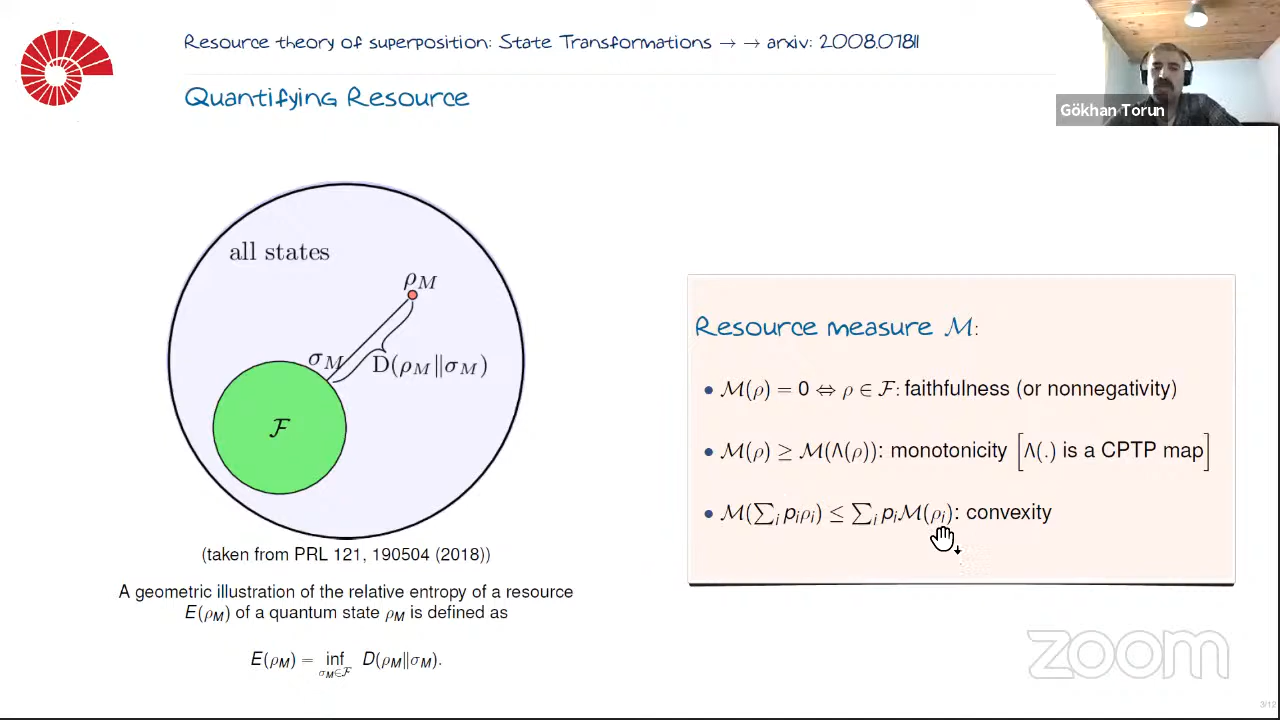 Resource theory of superposition: State Transformations → → arxiv: 2008.07811
Quantifying Resource
Gökhan Torun
all states
ρ_M
σ_M
D(ρ_M‖σ_M)
ℱ
(taken from PRL 121, 190504 (2018))
A geometric illustration of the relative entropy of a resource
E(ρ_M) of a quantum state ρ_M is defined as
E(ρ_M) = inf_{σ_M∈ℱ} D(ρ_M‖σ_M).
Resource measure ℳ:
• ℳ(ρ) = 0 ⇔ ρ ∈ ℱ: faithfulness (or nonnegativity)
• ℳ(ρ) ≥ ℳ(Λ(ρ)): monotonicity [Λ(.) is a CPTP map]
• ℳ(∑_i p_iρ_i) ≤ ∑_i p_iℳ(ρ_i): convexity
zoom
3/12